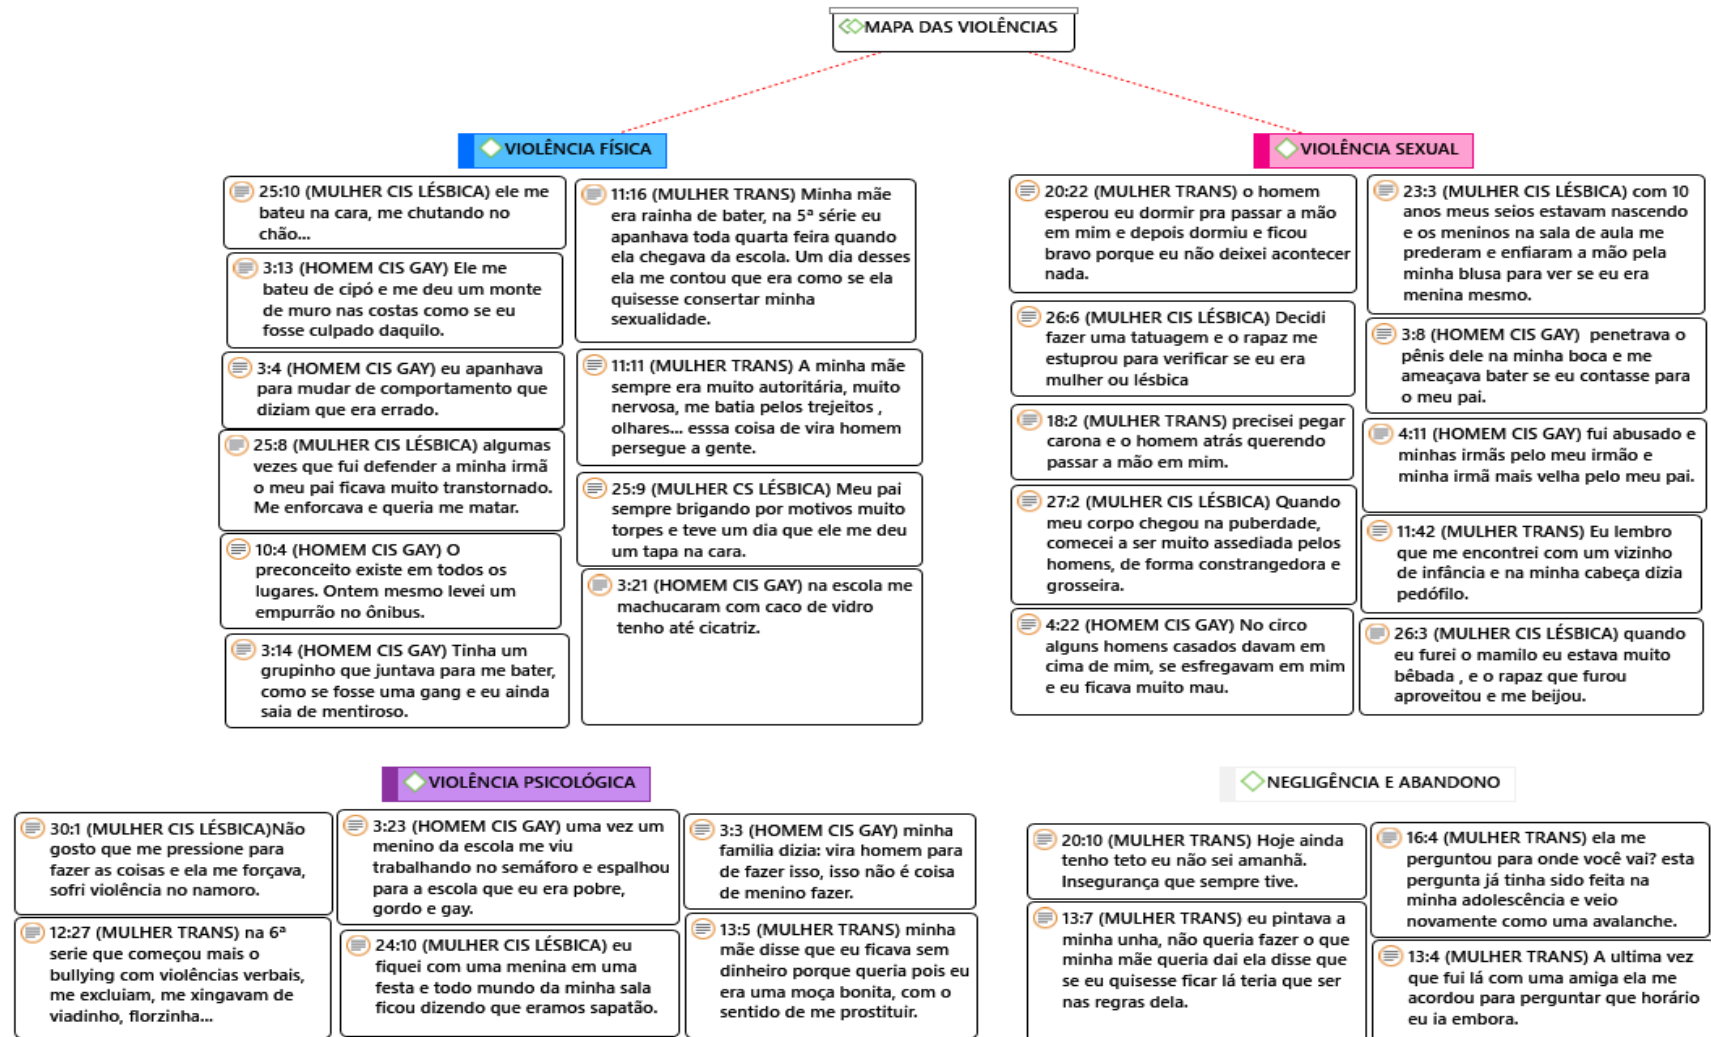 MAPA DAS VIOLÊNCIAS
VIOLÊNCIA FÍSICA
25:10 (MULHER CIS LÉSBICA) ele me
bateu na cara, me chutando no
chão...
3:13 (HOMEM CIS GAY) Ele me
bateu de cipó e me deu um monte
de muro nas costas como se eu
fosse culpado daquilo.
3:4 (HOMEM CIS GAY) eu apanhava
para mudar de comportamento que
diziam que era errado.
25:8 (MULHER CIS LÉSBICA) algumas
vezes que fui defender a minha irmã
o meu pai ficava muito transtornado.
Me enforcava e queria me matar.
10:4 (HOMEM CIS GAY) O
preconceito existe em todos os
lugares. Ontem mesmo levei um
empurrão no ônibus.
3:14 (HOMEM CIS GAY) Tinha um
grupinho que juntava para me bater,
como se fosse uma gang e eu ainda
saia de mentiroso.
11:16 (MULHER TRANS) Minha mãe
era rainha de bater, na 5ª série eu
apanhava toda quarta feira quando
ela chegava da escola. Um dia desses
ela me contou que era como se ela
quisesse consertar minha
sexualidade.
11:11 (MULHER TRANS) A minha mãe
sempre era muito autoritária, muito
nervosa, me batia pelos trejeitos ,
olhares... esssa coisa de vira homem
persegue a gente.
25:9 (MULHER CS LÉSBICA) Meu pai
sempre brigando por motivos muito
torpes e teve um dia que ele me deu
um tapa na cara.
3:21 (HOMEM CIS GAY) na escola me
machucaram com caco de vidro
tenho até cicatriz.
VIOLÊNCIA SEXUAL
20:22 (MULHER TRANS) o homem
esperou eu dormir pra passar a mão
em mim e depois dormiu e ficou
bravo porque eu não deixei acontecer
nada.
26:6 (MULHER CIS LÉSBICA) Decidi
fazer uma tatuagem e o rapaz me
estuprou para verificar se eu era
mulher ou lésbica
18:2 (MULHER TRANS) precisei pegar
carona e o homem atrás querendo
passar a mão em mim.
27:2 (MULHER CIS LÉSBICA) Quando
meu corpo chegou na puberdade,
comecei a ser muito assediada pelos
homens, de forma constrangedora e
grosseira.
4:22 (HOMEM CIS GAY) No circo
alguns homens casados davam em
cima de mim, se esfregavam em mim
e eu ficava muito mau.
23:3 (MULHER CIS LÉSBICA) com 10
anos meus seios estavam nascendo
e os meninos na sala de aula me
prederam e enfiaram a mão pela
minha blusa para ver se eu era
menina mesmo.
3:8 (HOMEM CIS GAY) penetrava o
pênis dele na minha boca e me
ameaçava bater se eu contasse para
o meu pai.
4:11 (HOMEM CIS GAY) fui abusado e
minhas irmãs pelo meu irmão e
minha irmã mais velha pelo meu pai.
11:42 (MULHER TRANS) Eu lembro
que me encontrei com um vizinho
de infância e na minha cabeça dizia
pedófilo.
26:3 (MULHER CIS LÉSBICA) quando
eu furei o mamilo eu estava muito
bêbada , e o rapaz que furou
aproveitou e me beijou.
VIOLÊNCIA PSICOLÓGICA
30:1 (MULHER CIS LÉSBICA)Não
gosto que me pressione para
fazer as coisas e ela me forçava,
sofri violência no namoro.
12:27 (MULHER TRANS) na 6ª
serie que começou mais o
bullying com violências verbais,
me excluiam, me xingavam de
viadinho, florzinha...
3:23 (HOMEM CIS GAY) uma vez um
menino da escola me viu
trabalhando no semáforo e espalhou
para a escola que eu era pobre,
gordo e gay.
24:10 (MULHER CIS LÉSBICA) eu
fiquei com uma menina em uma
festa e todo mundo da minha sala
ficou dizendo que eramos sapatão.
3:3 (HOMEM CIS GAY) minha
familia dizia: vira homem para
de fazer isso, isso não é coisa
de menino fazer.
13:5 (MULHER TRANS) minha
mãe disse que eu ficava sem
dinheiro porque queria pois eu
era uma moça bonita, com o
sentido de me prostituir.
NEGLIGÊNCIA E ABANDONO
20:10 (MULHER TRANS) Hoje ainda
tenho teto eu não sei amanhã.
Insegurança que sempre tive.
13:7 (MULHER TRANS) eu pintava a
minha unha, não queria fazer o que
minha mãe queria dai ela disse que
se eu quisesse ficar lá teria que ser
nas regras dela.
16:4 (MULHER TRANS) ela me
perguntou para onde você vai? esta
pergunta já tinha sido feita na
minha adolescência e veio
novamente como uma avalanche.
13:4 (MULHER TRANS) A ultima vez
que fui lá com uma amiga ela me
acordou para perguntar que horário
eu ia embora.